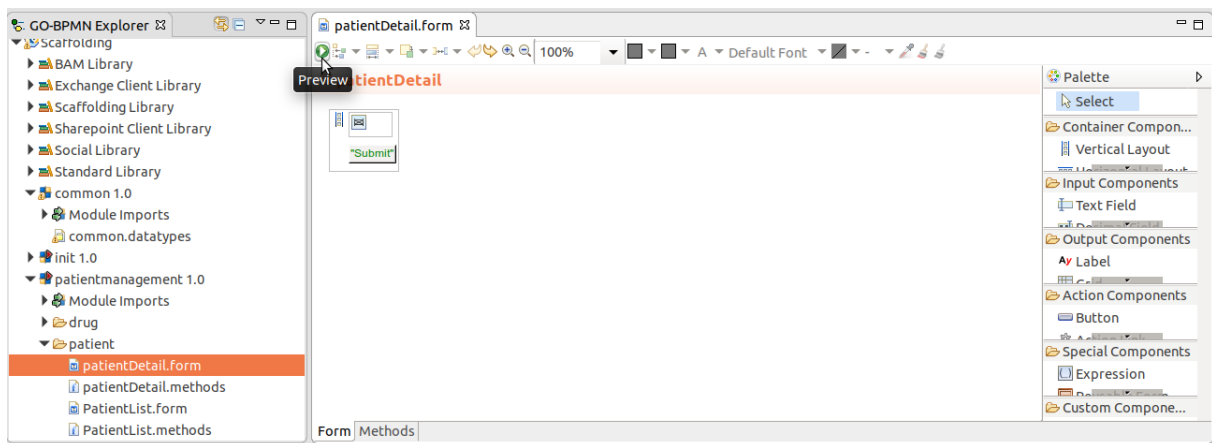 GO-BPMN Explorer
Scaffolding
BAM Library
Exchange Client Library
Scaffolding Library
Sharepoint Client Library
Social Library
Standard Library
common 1.0
Module Imports
common.datatypes
init 1.0
patientmanagement 1.0
Module Imports
drug
patient
patientDetail.form
patientDetail.methods
PatientList.form
PatientList.methods
patientDetail.form
100% A Default Font
Preview
tientDetail
"Submit"
Form Methods
Palette
Select
Container Compon...
Vertical Layout
Input Components
Text Field
Output Components
Label
Action Components
Button
Special Components
Expression
Custom Compone...